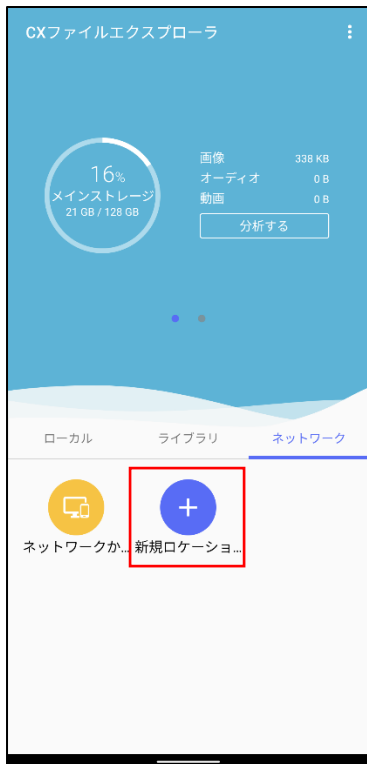 CXファイルエクスプローラ
16%
メインストレージ
21 GB / 128 GB
画像 338 KB
オーディオ 0 B
動画 0 B
分析する
ローカル ライブラリ ネットワーク
ネットワークか... 新規ロケーショ...